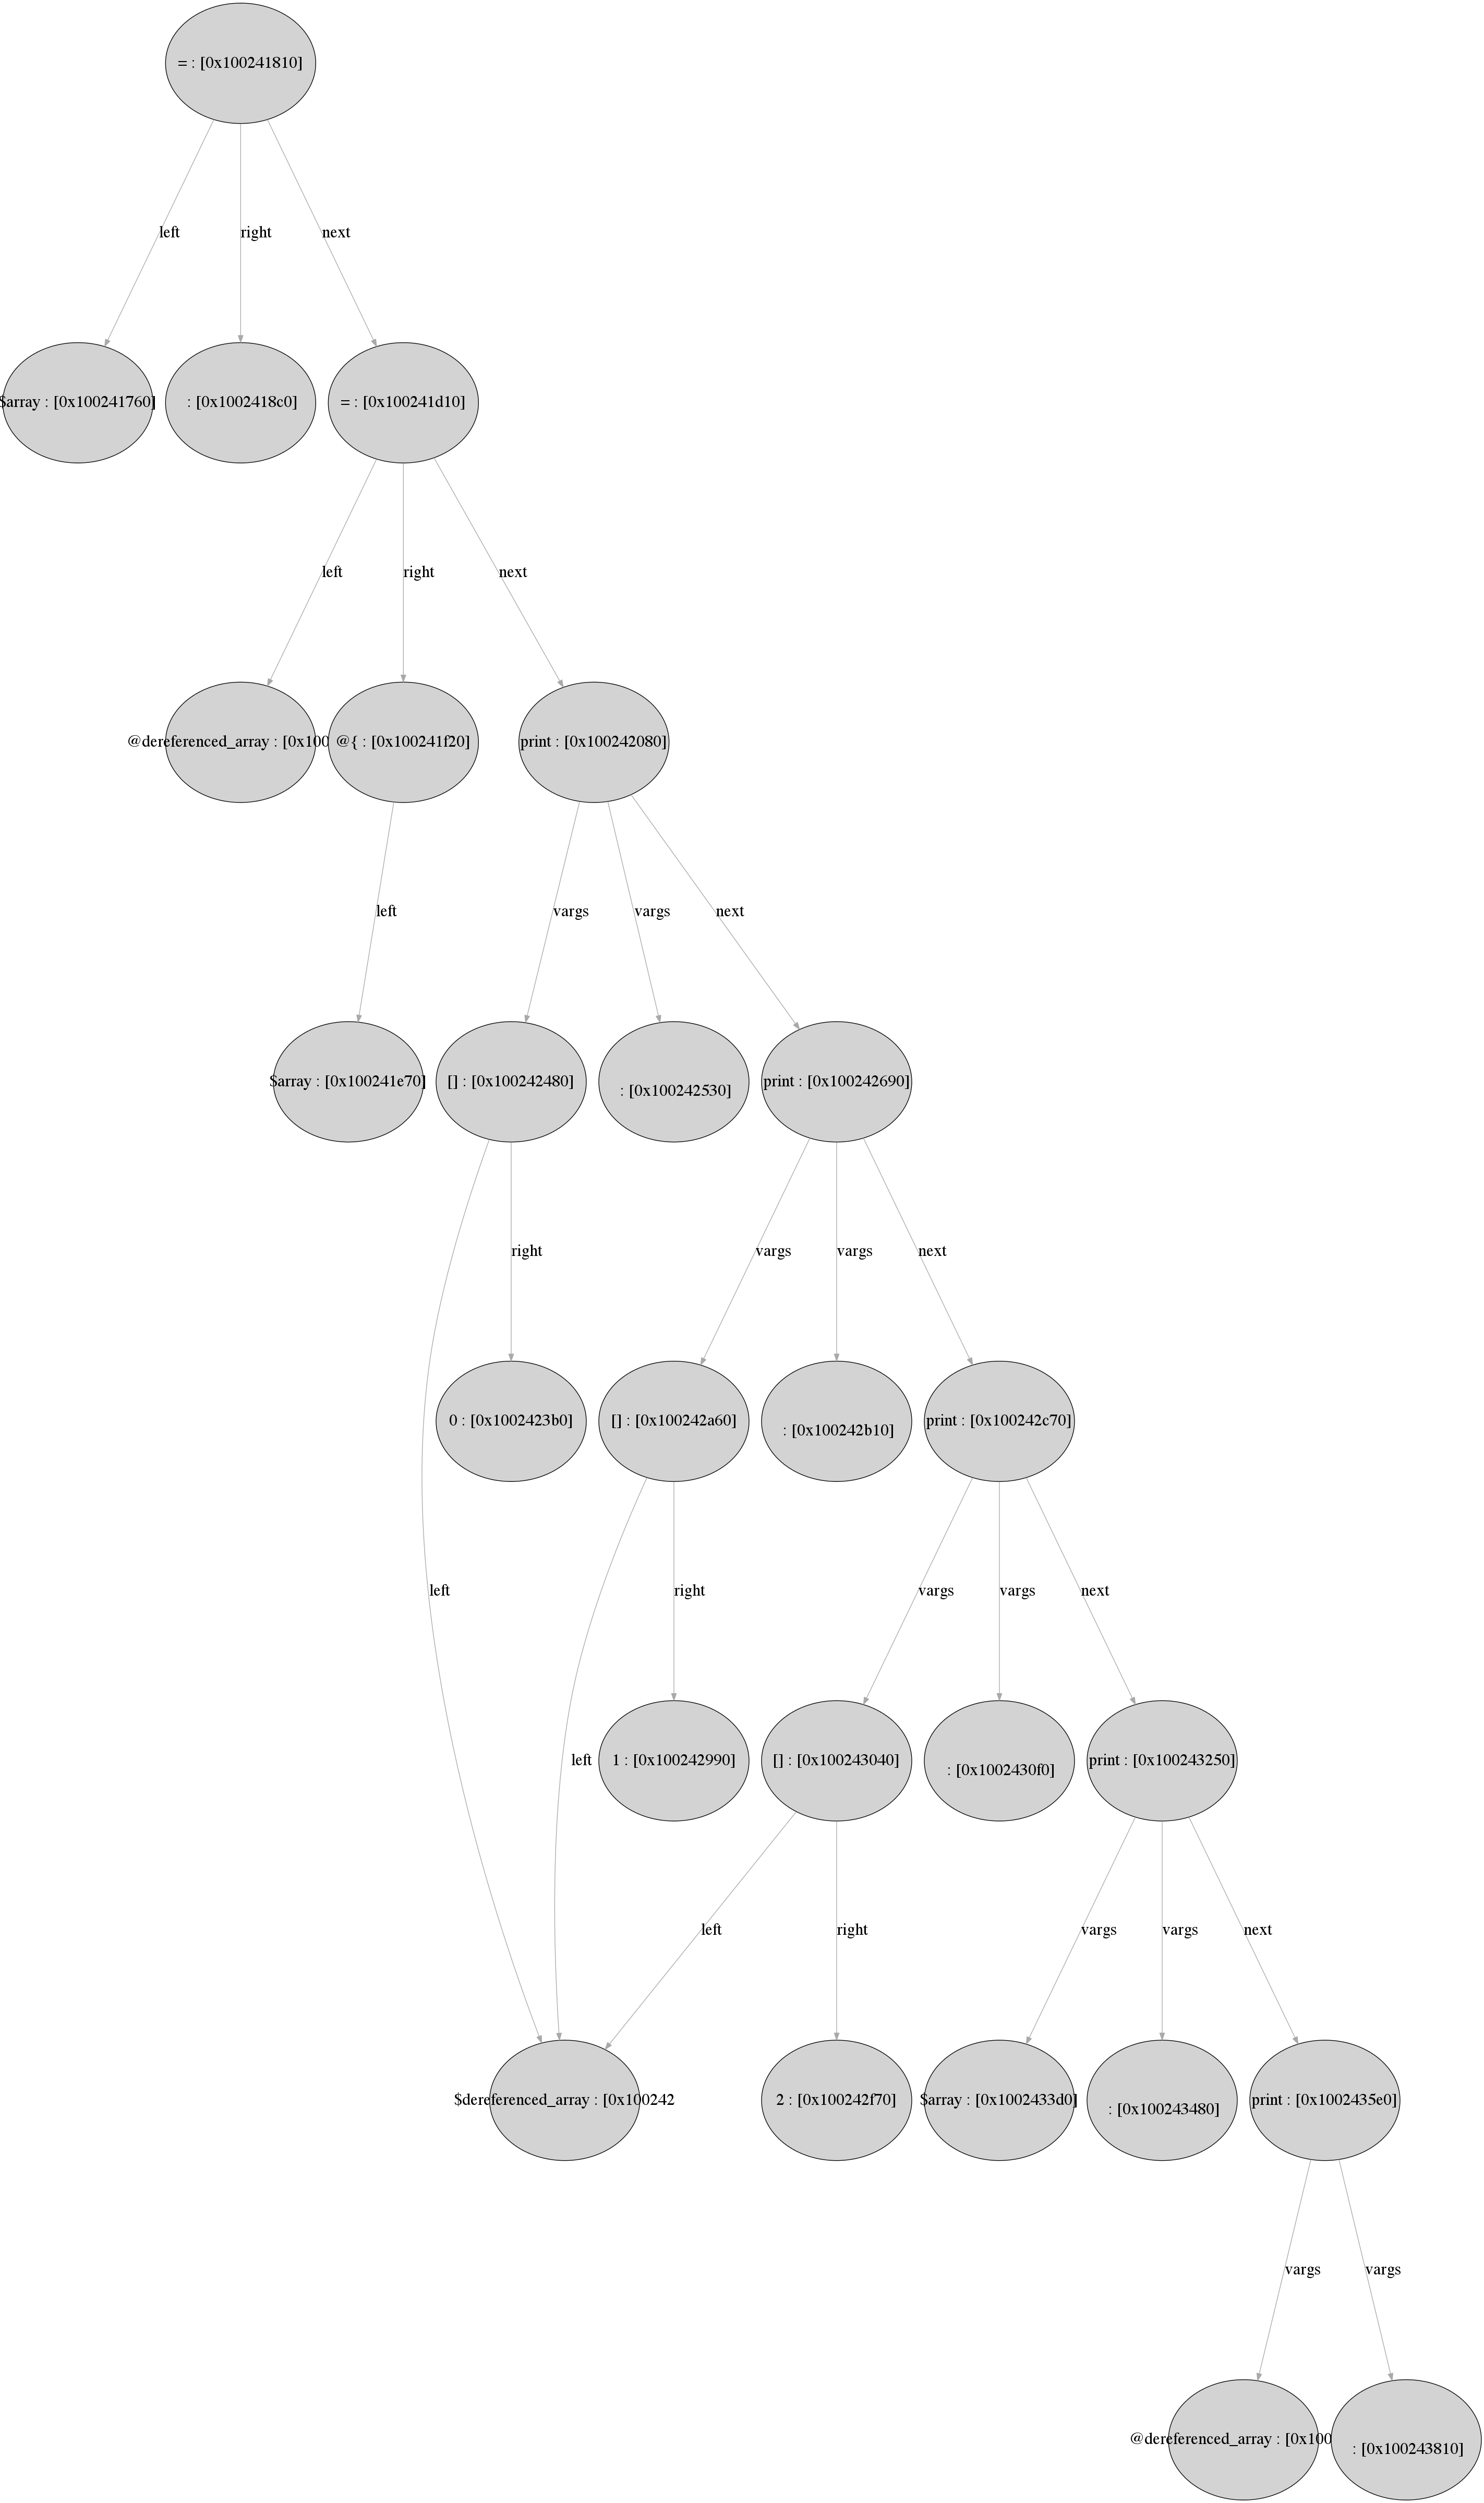 = : [0x100241810]
left
right
next
$array : [0x100241760]
: [0x1002418c0]
= : [0x100241d10]
left
right
next
@dereferenced_array : [0x100
@{ : [0x100241f20]
print : [0x100242080]
left
vargs
vargs
next
$array : [0x100241e70]
[] : [0x100242480]
: [0x100242530]
print : [0x100242690]
right
vargs
vargs
next
0 : [0x1002423b0]
[] : [0x100242a60]
: [0x100242b10]
print : [0x100242c70]
left
right
vargs
vargs
next
left
1 : [0x100242990]
[] : [0x100243040]
: [0x1002430f0]
print : [0x100243250]
left
right
vargs
vargs
next
$dereferenced_array : [0x100242
2 : [0x100242f70]
$array : [0x1002433d0]
: [0x100243480]
print : [0x1002435e0]
vargs
vargs
@dereferenced_array : [0x100
: [0x100243810]